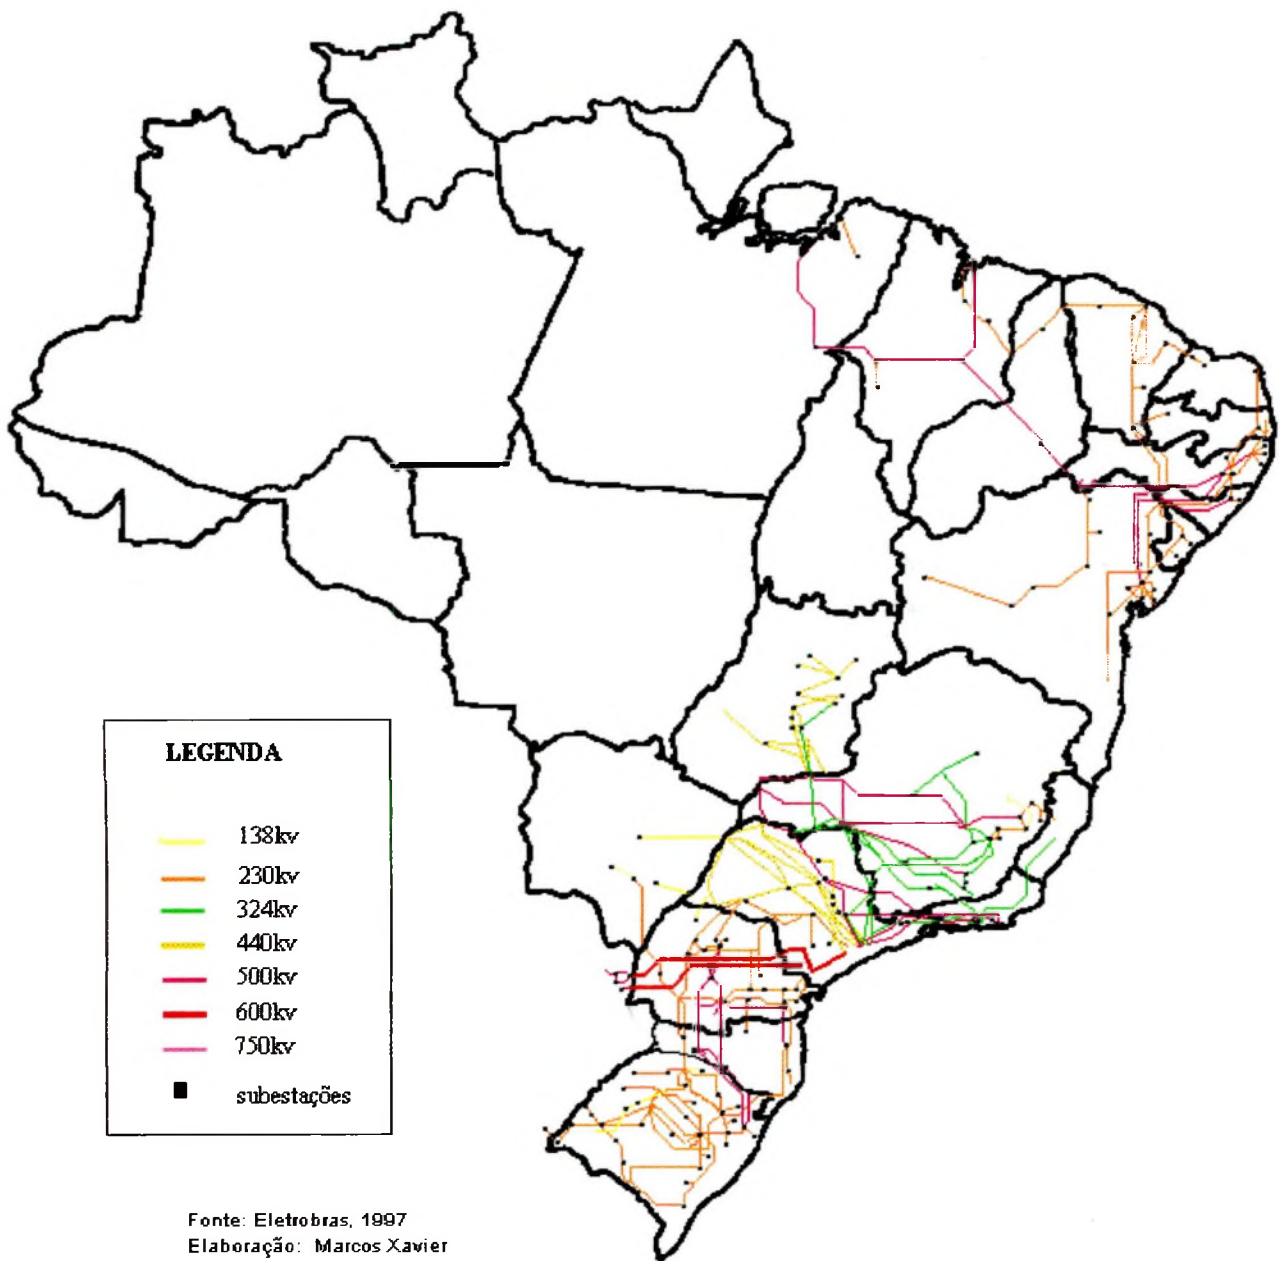 LEGENDA
138kv
230kv
324kv
440kv
500kv
600kv
750kv
subestações
Fonte: Eletrobras, 1997
Elaboração: Marcos Xavier